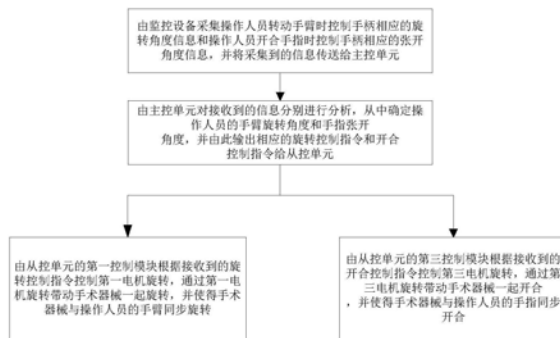 由监控设备采集操作人员转动手臂时控制手柄相应的旋
转角度信息和操作人员开合手指时控制手柄相应的张开
角度信息，并将采集到的信息传送给主控单元
由主控单元对接收到的信息分别进行分析，从中确定操
作人员的手臂旋转角度和手指张开
角度，并由此输出相应的旋转控制指令和开合
控制指令给从控单元
由从控单元的第一控制模块根据接收到的旋
转控制指令控制第一电机旋转，通过第一电
机旋转带动手术器械一起旋转，并使得手术
器械与操作人员的手臂同步旋转
由从控单元的第三控制模块根据接收到的
开合控制指令控制第三电机旋转，通过第
三电机旋转带动手术器械一起开合
，并使得手术器械与操作人员的手指同步
开合